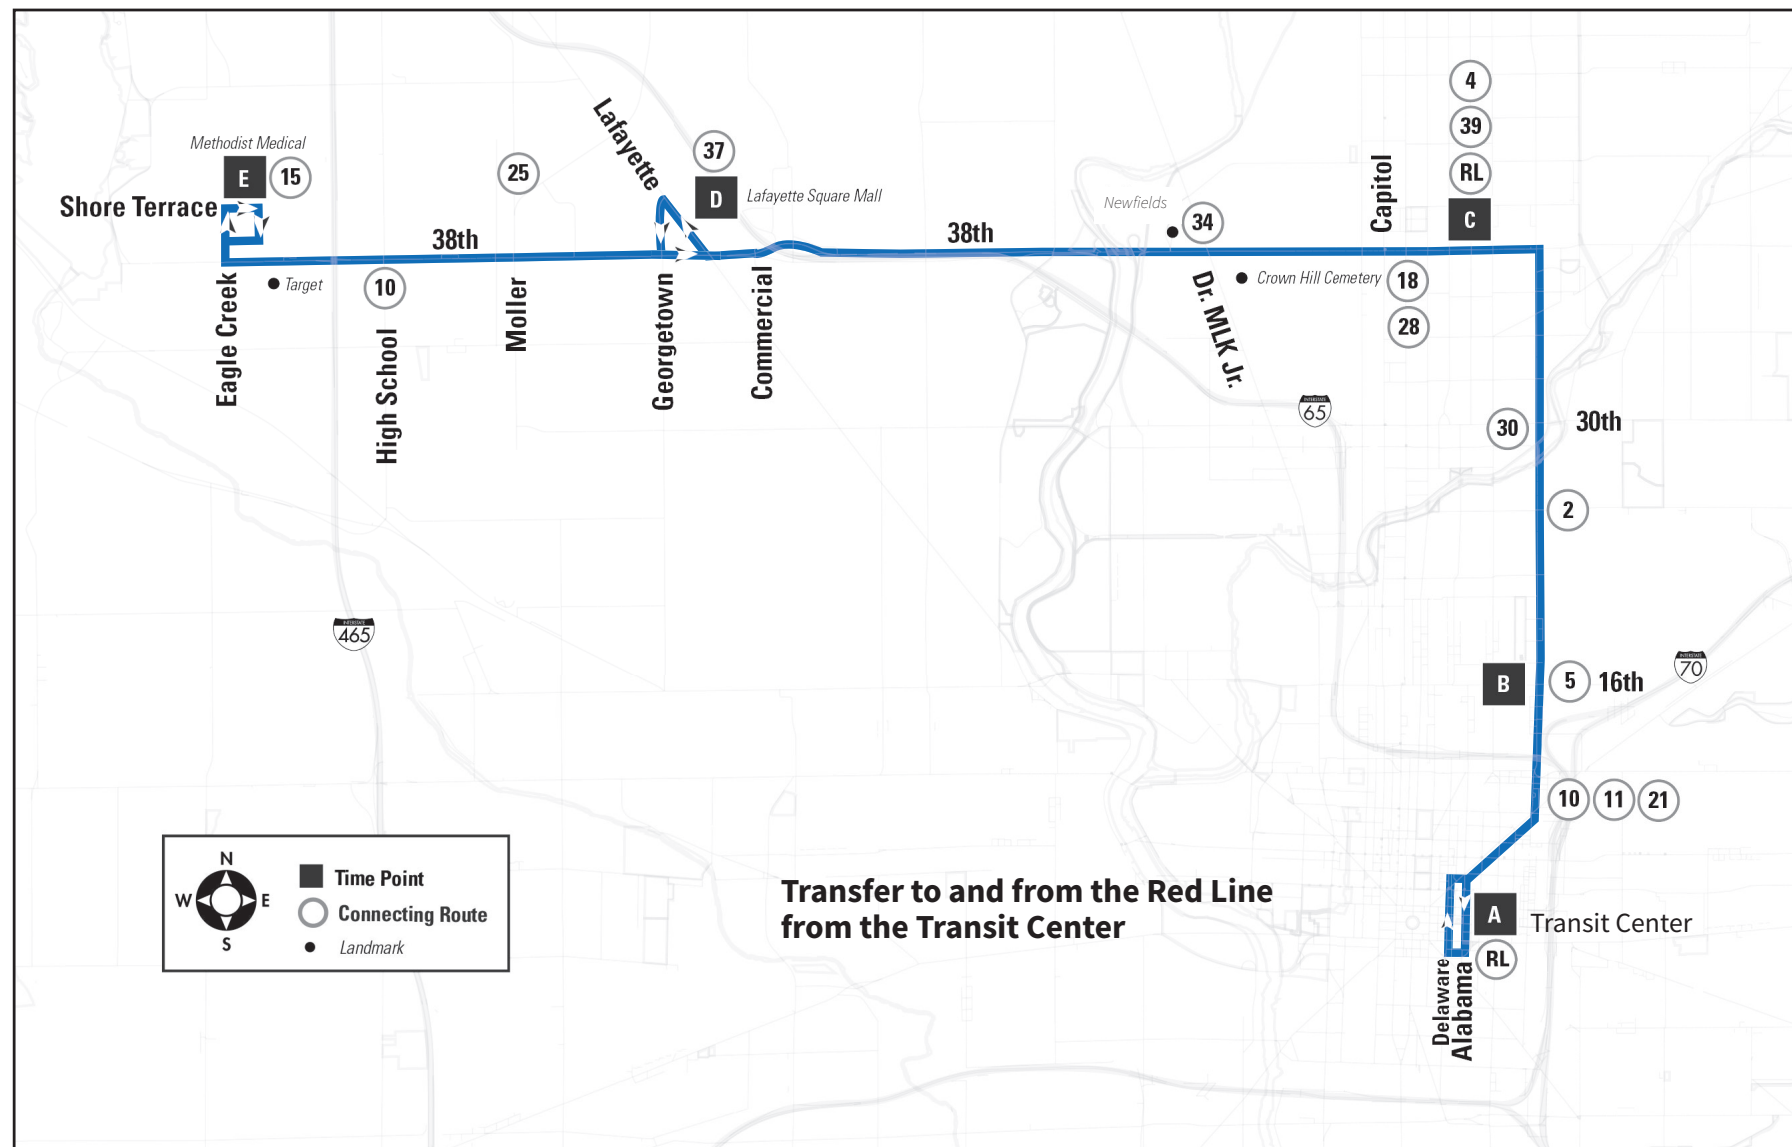 4
39
RL
C
Capitol
Lafayette
37
D
Lafayette Square Mall
25
Methodist Medical
E
15
Shore Terrace
38th
38th
Newfields
34
Target
10
Crown Hill Cemetery
18
28
Eagle Creek
High School
Moller
Georgetown
Commercial
Dr. MLK Jr.
INTERSTATE
65
30
30th
2
INTERSTATE
465
B
5
16th
INTERSTATE
70
10
11
21
N
W
E
S
Time Point
Connecting Route
Landmark
Transfer to and from the Red Line
from the Transit Center
A
Transit Center
RL
Delaware
Alabama